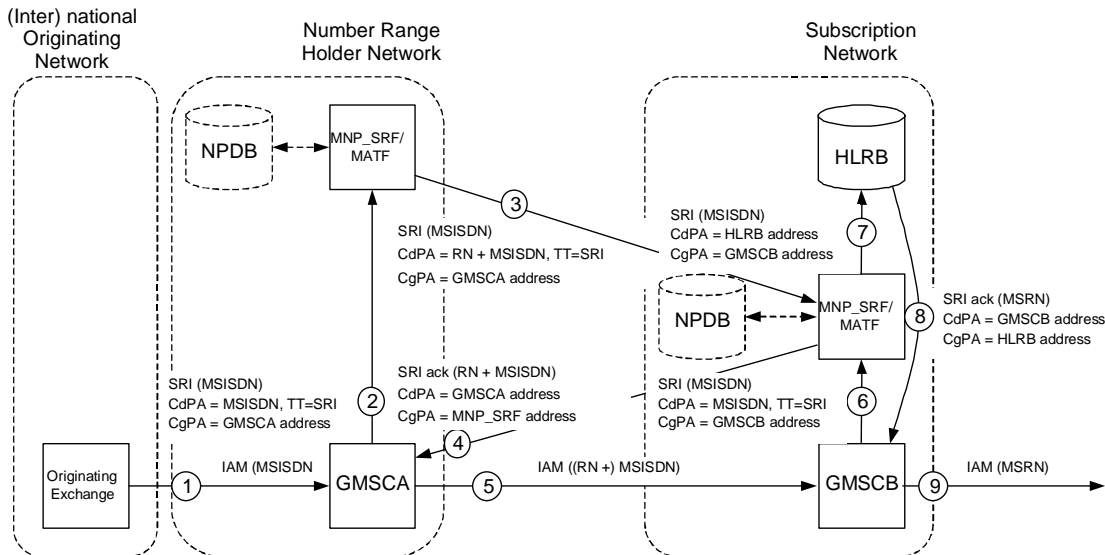 (Inter) national
Originating
Network
Number Range
Holder Network
Subscription
Network
NPDB
MNP_SRF/
MATF
HLRB
3
SRI (MSISDN)
CdPA = RN + MSISDN, TT=SRI
CgPA = GMSCA address
SRI (MSISDN)
CdPA = HLRB address
CgPA = GMSCB address
7
NPDB
MNP_SRF/
MATF
8
SRI ack (MSRN)
CdPA = GMSCB address
CgPA = HLRB address
SRI (MSISDN)
CdPA = MSISDN, TT=SRI
CgPA = GMSCA address
2
SRI ack (RN + MSISDN)
CdPA = GMSCA address
CgPA = MNP_SRF address
4
SRI (MSISDN)
CdPA = MSISDN, TT=SRI
CgPA = GMSCB address
6
Originating
Exchange
1
IAM (MSISDN
GMSCA
5
IAM ((RN +) MSISDN)
GMSCB
9
IAM (MSRN)